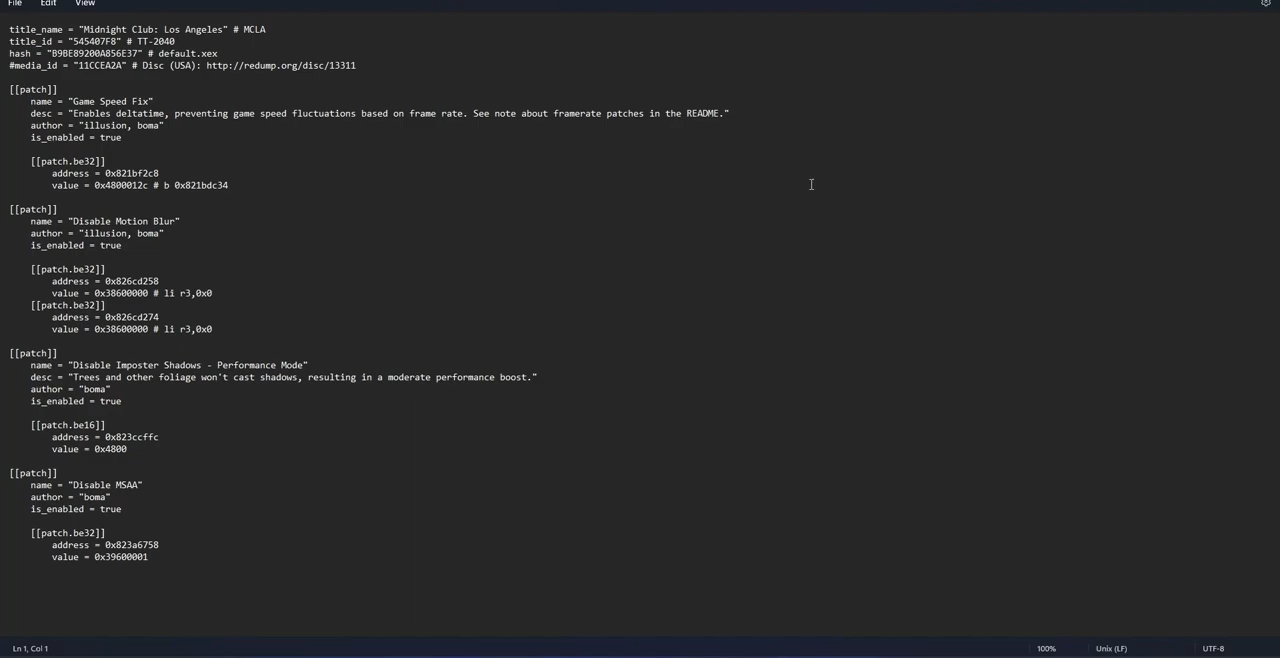 File Edit View
title_name = "Midnight Club: Los Angeles" # MCLA
title_id = "545407F8" # TT-2040
hash = "B9BE89200A856E37" # default.xex
#media_id = "11CCEA2A" # Disc (USA): http://redump.org/disc/13311
[[patch]]
name = "Game Speed Fix"
desc = "Enables deltatime, preventing game speed fluctuations based on frame rate. See note about framerate patches in the README."
author = "illusion, boma"
is_enabled = true
[[patch.be32]]
address = 0x821bf2c8
value = 0x4800012c # b 0x821bdc34
[[patch]]
name = "Disable Motion Blur"
author = "illusion, boma"
is_enabled = true
[[patch.be32]]
address = 0x826cd258
value = 0x38600000 # li r3,0x0
[[patch.be32]]
address = 0x826cd274
value = 0x38600000 # li r3,0x0
[[patch]]
name = "Disable Imposter Shadows - Performance Mode"
desc = "Trees and other foliage won't cast shadows, resulting in a moderate performance boost."
author = "boma"
is_enabled = true
[[patch.be16]]
address = 0x823ccffc
value = 0x4800
[[patch]]
name = "Disable MSAA"
author = "boma"
is_enabled = true
[[patch.be32]]
address = 0x823a6758
value = 0x39600001
Ln 1, Col 1 100% Unix (LF) UTF-8